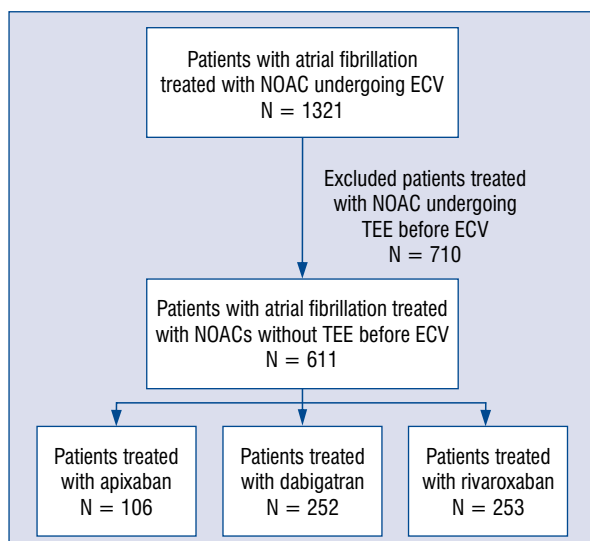 Patients with atrial fibrillation
treated with NOAC undergoing ECV
N = 1321
Excluded patients treated
with NOAC undergoing
TEE before ECV
N = 710
Patients with atrial fibrillation treated
with NOACs without TEE before ECV
N = 611
Patients treated
with apixaban
N = 106
Patients treated
with dabigatran
N = 252
Patients treated
with rivaroxaban
N = 253